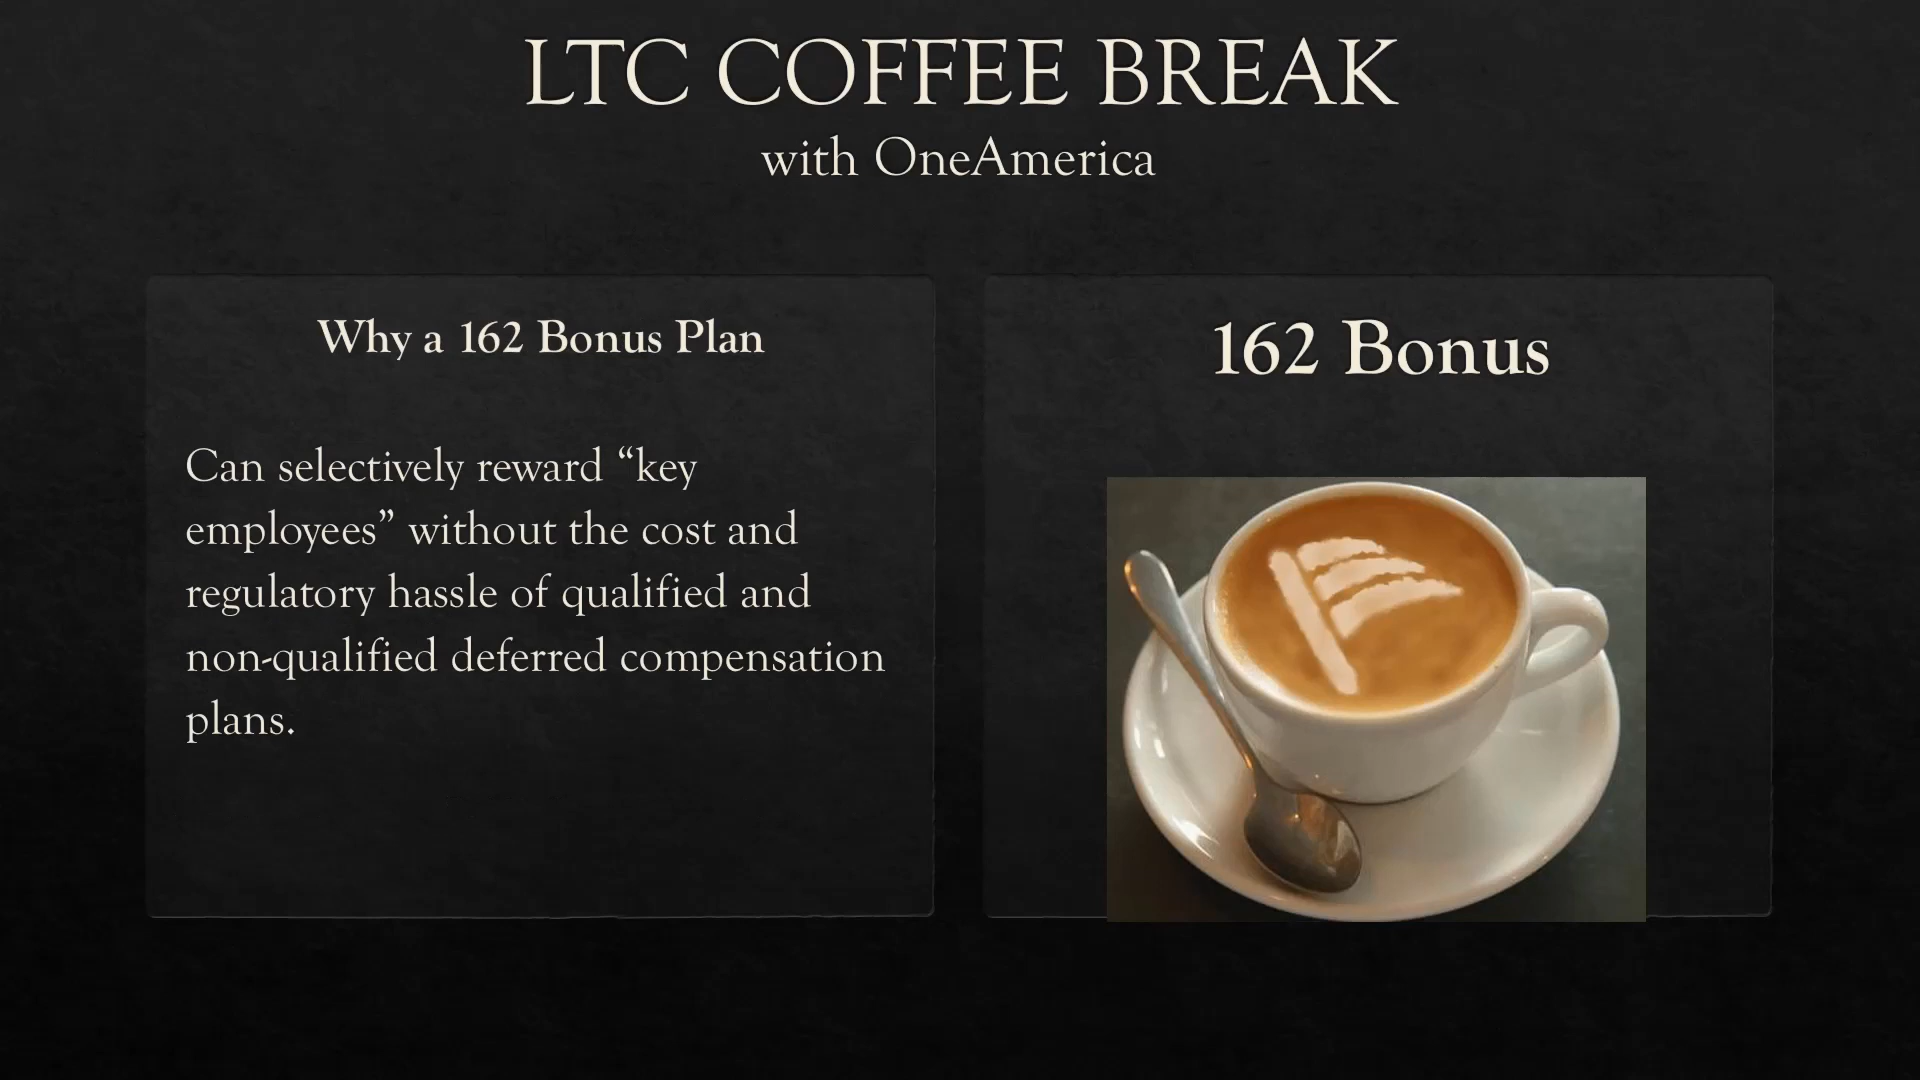 LTC COFFEE BREAK
with OneAmerica
Why a 162 Bonus Plan
Can selectively reward “key
employees” without the cost and
regulatory hassle of qualified and
non-qualified deferred compensation
plans.
162 Bonus